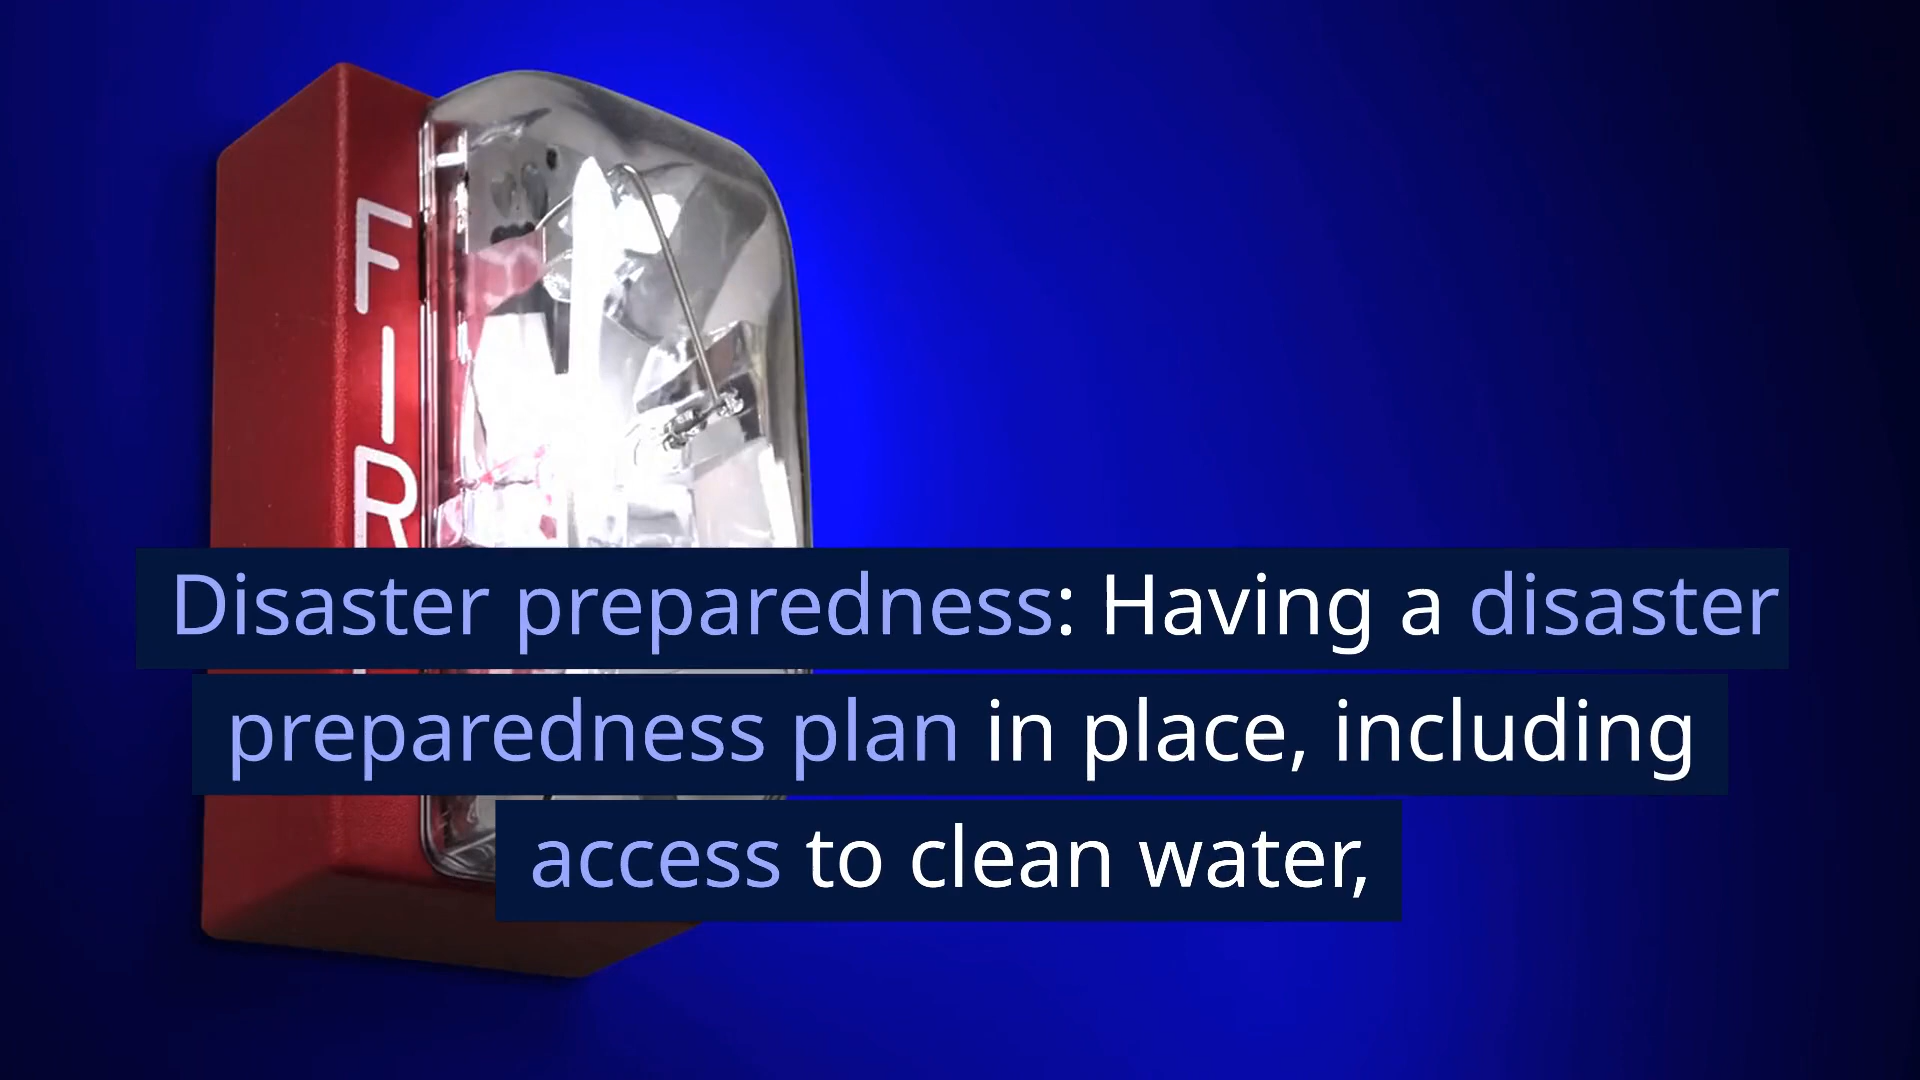 FIR
Disaster preparedness: Having a disaster
preparedness plan in place, including
access to clean water,